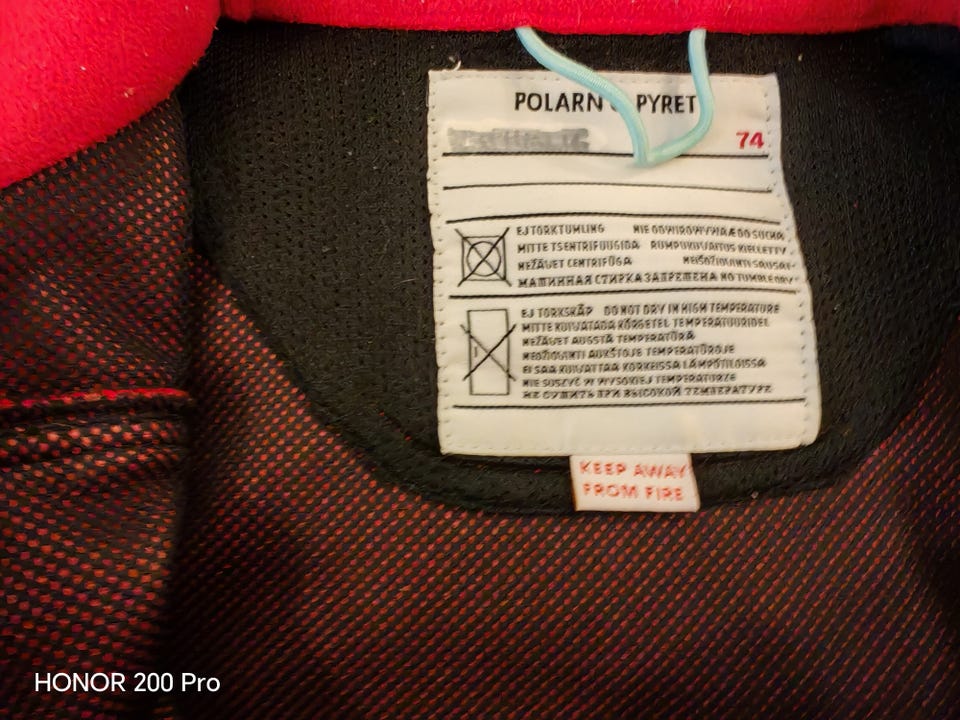 POLARN O. PYRET
74
EJ TORKTUMLING NIE ODWIROWYWAĆ DO SUCHA
MITTE TSENTRIFUUGIDA RUMPUKUIVAITUS KIELLETTY
NEŽĀVET CENTRIFŪGA
МАШИННАЯ СТИРКА ЗАПРЕЩЕНА NO TUMBLE DRY
EJ TORKSKÅP DO NOT DRY IN HIGH TEMPERATURE
MITTE KUIVATADA KÕRGETEL TEMPERATUURIDEL
NEŽĀVET AUGSTĀ TEMPERATŪRĀ
NEDŽIOVINTI AUKŠTOJE TEMPERATŪROJE
EI SAA KUIVATTAA KORKEISSA LÄMPÖTILOISSA
NIE SUSZYĆ W WYSOKIEJ TEMPERATURZE
НЕ СУШИТЬ ПРИ ВЫСОКОЙ ТЕМПЕРАТУРЕ
KEEP AWAY
FROM FIRE
HONOR 200 Pro